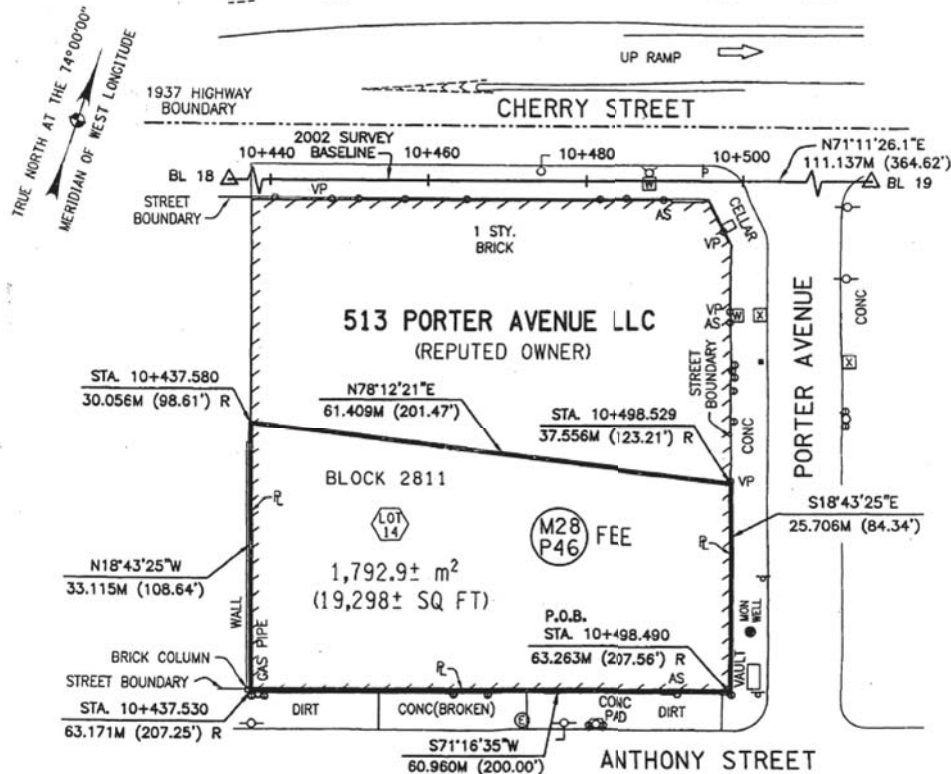 TRUE NORTH AT THE 74°00'00"
MERIDIAN OF WEST LONGITUDE
UP RAMP
1937 HIGHWAY
BOUNDARY
CHERRY STREET
2002 SURVEY
BASELINE
N71°11'26.1"E
111.137M (364.62')
10+440
10+460
10+480
10+500
BL 18
BL 19
VP
W
P
STREET
BOUNDARY
AS
CELLAR
VP
1 STY.
BRICK
513 PORTER AVENUE LLC
(REPUTED OWNER)
VP
AS
W
X
STREET
BOUNDARY
CONC
PORTER AVENUE
CONC
X
STA. 10+437.580
30.056M (98.61') R
N78°12'21"E
61.409M (201.47')
STA. 10+498.529
37.556M (123.21') R
VP
BLOCK 2811
LOT
14
M28
P46
FEE
S18°43'25"E
25.706M (84.34')
PL
PL
N18°43'25"W
33.115M (108.64')
1,792.9± m²
(19,298± SQ FT)
P.O.B.
STA. 10+498.490
63.263M (207.56') R
MON
WELL
VAULT
WALL
GAS PIPE
BRICK COLUMN
STREET BOUNDARY
PL
AS
STA. 10+437.530
63.171M (207.25') R
DIRT
CONC(BROKEN)
E
CONC
PAD
DIRT
S71°16'35"W
60.960M (200.00')
ANTHONY STREET